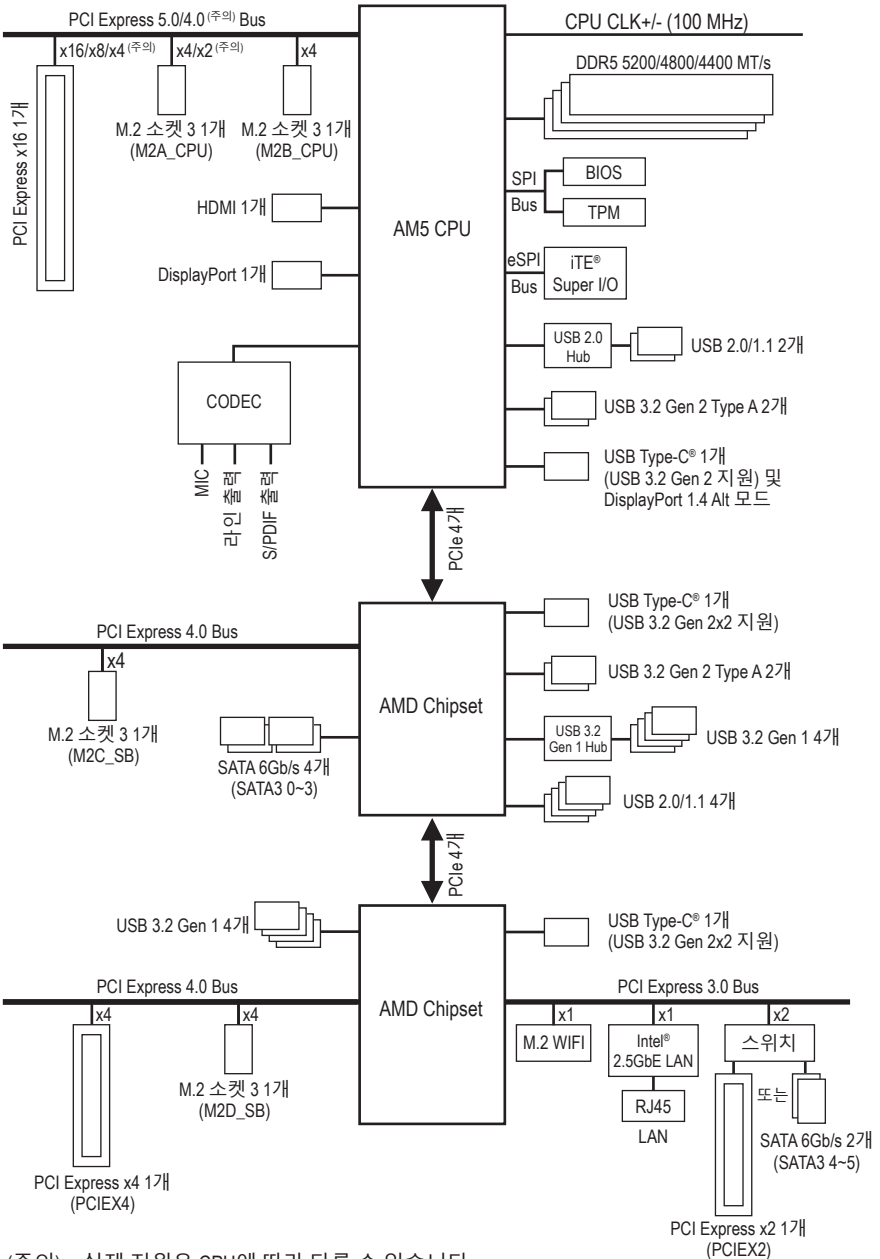 PCI Express 5.0/4.0 (주의) Bus
CPU CLK+/- (100 MHz)
x16/x8/x4 (주의)
x4/x2 (주의)
x4
DDR5 5200/4800/4400 MT/s
PCI Express x16 1개
M.2 소켓 3 1개
(M2A_CPU)
M.2 소켓 3 1개
(M2B_CPU)
SPI
Bus
BIOS
TPM
HDMI 1개
AM5 CPU
DisplayPort 1개
eSPI
Bus
iTE®
Super I/O
USB 2.0
Hub
USB 2.0/1.1 2개
CODEC
USB 3.2 Gen 2 Type A 2개
MIC
라인 출력
S/PDIF 출력
USB Type-C® 1개
(USB 3.2 Gen 2 지원) 및
DisplayPort 1.4 Alt 모드
PCIe 4개
USB Type-C® 1개
(USB 3.2 Gen 2x2 지원)
PCI Express 4.0 Bus
x4
M.2 소켓 3 1개
(M2C_SB)
AMD Chipset
USB 3.2 Gen 2 Type A 2개
SATA 6Gb/s 4개
(SATA3 0~3)
USB 3.2
Gen 1 Hub
USB 3.2 Gen 1 4개
USB 2.0/1.1 4개
PCIe 4개
USB 3.2 Gen 1 4개
USB Type-C® 1개
(USB 3.2 Gen 2x2 지원)
PCI Express 4.0 Bus
AMD Chipset
PCI Express 3.0 Bus
x4
x4
x1
x1
x2
M.2 WIFI
Intel®
2.5GbE LAN
스위치
M.2 소켓 3 1개
(M2D_SB)
RJ45
LAN
또는
SATA 6Gb/s 2개
(SATA3 4~5)
PCI Express x4 1개
(PCIEX4)
PCI Express x2 1개
(PCIEX2)
(주의) 실제 지원은 CPU에 따라 다를 수 있습니다